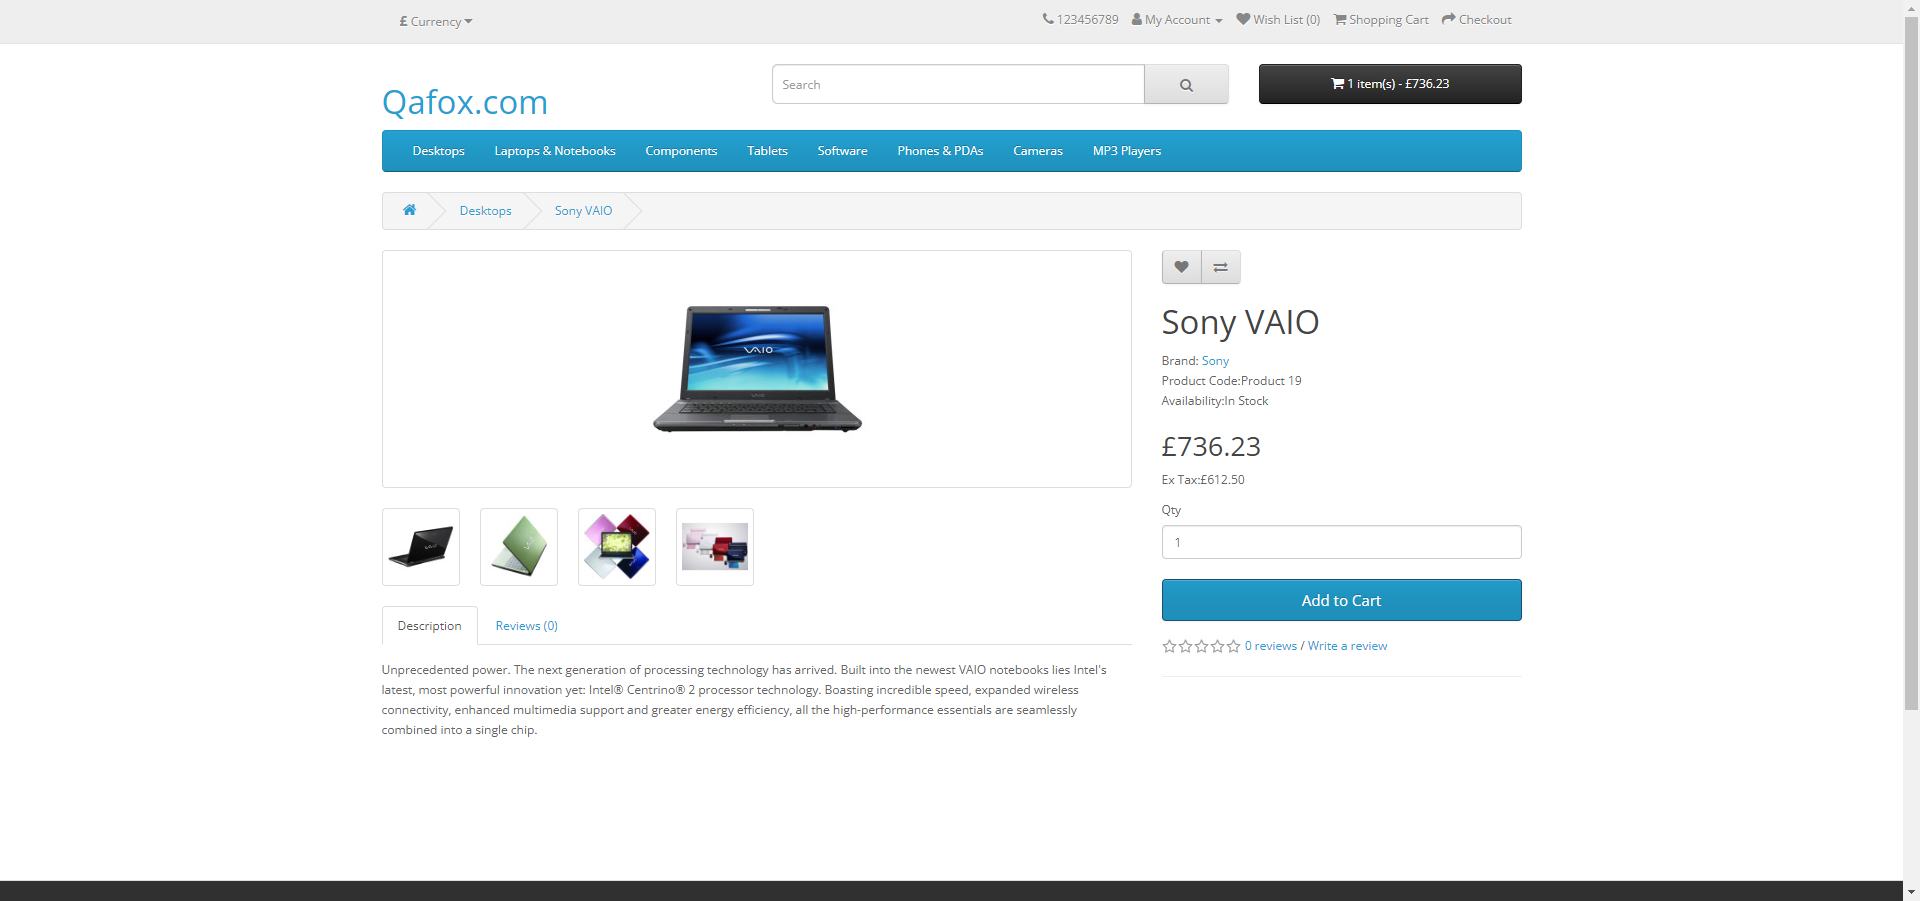 £ Currency
123456789 My Account Wish List (0) Shopping Cart Checkout
Qafox.com
Search
1 item(s) - £736.23
Desktops Laptops & Notebooks Components Tablets Software Phones & PDAs Cameras MP3 Players
Desktops Sony VAIO
VAIO
Sony VAIO
Brand: Sony
Product Code:Product 19
Availability:In Stock
£736.23
Ex Tax:£612.50
Qty
1
Add to Cart
0 reviews / Write a review
Description Reviews (0)
Unprecedented power. The next generation of processing technology has arrived. Built into the newest VAIO notebooks lies Intel's
latest, most powerful innovation yet: Intel® Centrino® 2 processor technology. Boasting incredible speed, expanded wireless
connectivity, enhanced multimedia support and greater energy efficiency, all the high-performance essentials are seamlessly
combined into a single chip.